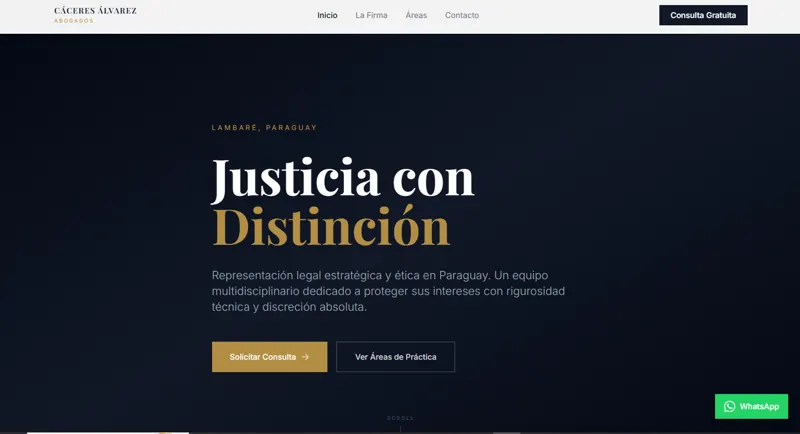 CÁCERES ÁLVAREZ
ABOGADOS
Inicio
La Firma
Áreas
Contacto
Consulta Gratuita
LAMBARÉ, PARAGUAY
Justicia con
Distinción
Representación legal estratégica y ética en Paraguay. Un equipo
multidisciplinario dedicado a proteger sus intereses con rigurosidad
técnica y discreción absoluta.
Solicitar Consulta →
Ver Áreas de Práctica
SCROLL
WhatsApp